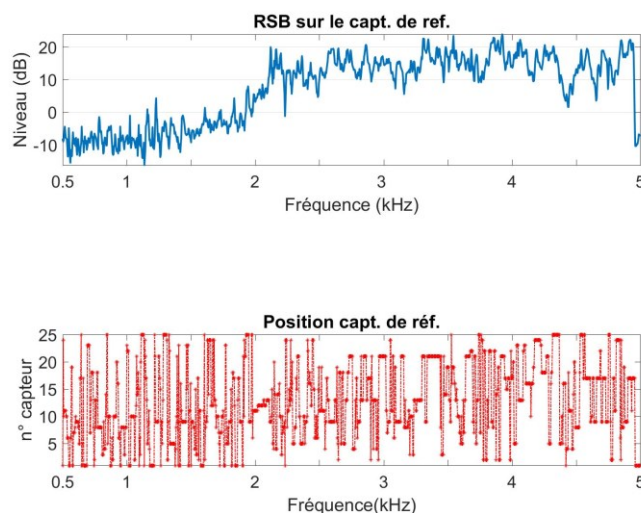 RSB sur le capt. de ref.
Niveau (dB)
20
10
0
-10
0.5 1 2 3 4 5
Fréquence (kHz)
Position capt. de réf.
n° capteur
25
20
15
10
5
0.5 1 2 3 4 5
Fréquence(kHz)